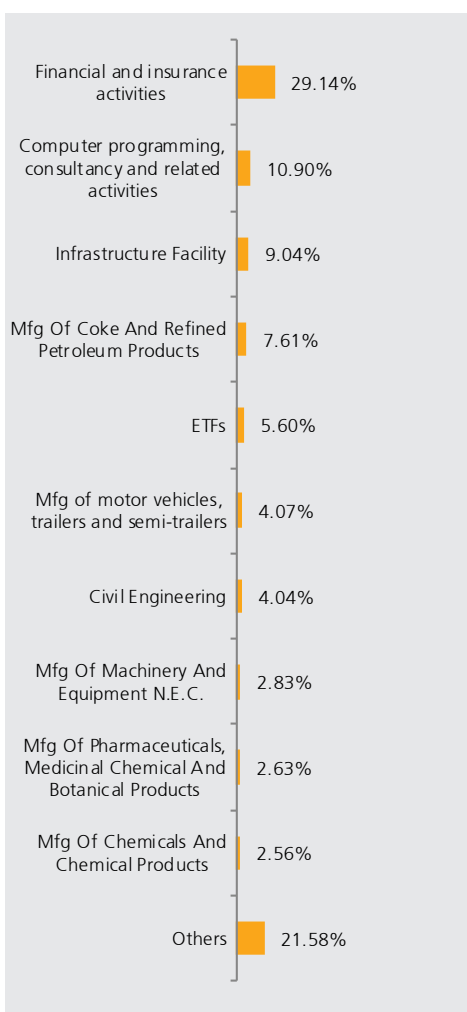 Financial and insurance
activities
29.14%
Computer programming,
consultancy and related
activities
10.90%
Infrastructure Facility
9.04%
Mfg Of Coke And Refined
Petroleum Products
7.61%
ETFs
5.60%
Mfg of motor vehicles,
trailers and semi-trailers
4.07%
Civil Engineering
4.04%
Mfg Of Machinery And
Equipment N.E.C.
2.83%
Mfg Of Pharmaceuticals,
Medicinal Chemical And
Botanical Products
2.63%
Mfg Of Chemicals And
Chemical Products
2.56%
Others
21.58%